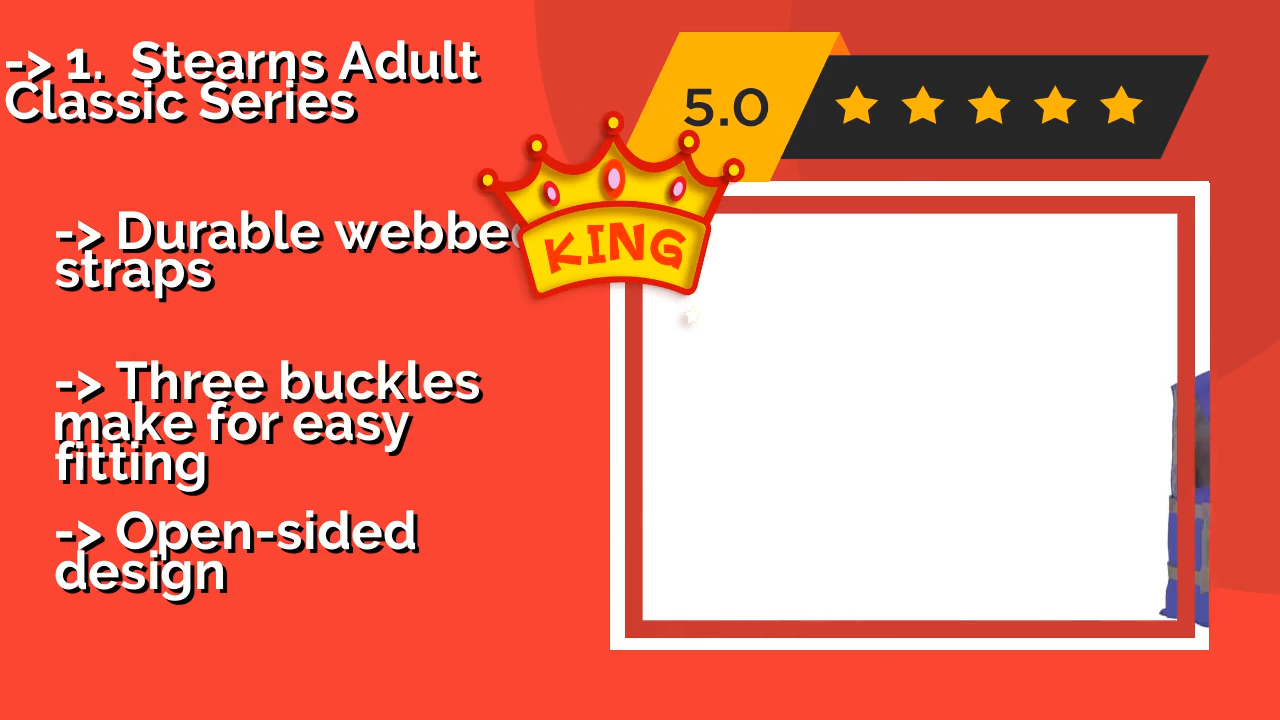 -> 1. Stearns Adult
Classic Series
5.0
KING
-> Durable webbed
straps
-> Three buckles
make for easy
fitting
-> Open-sided
design